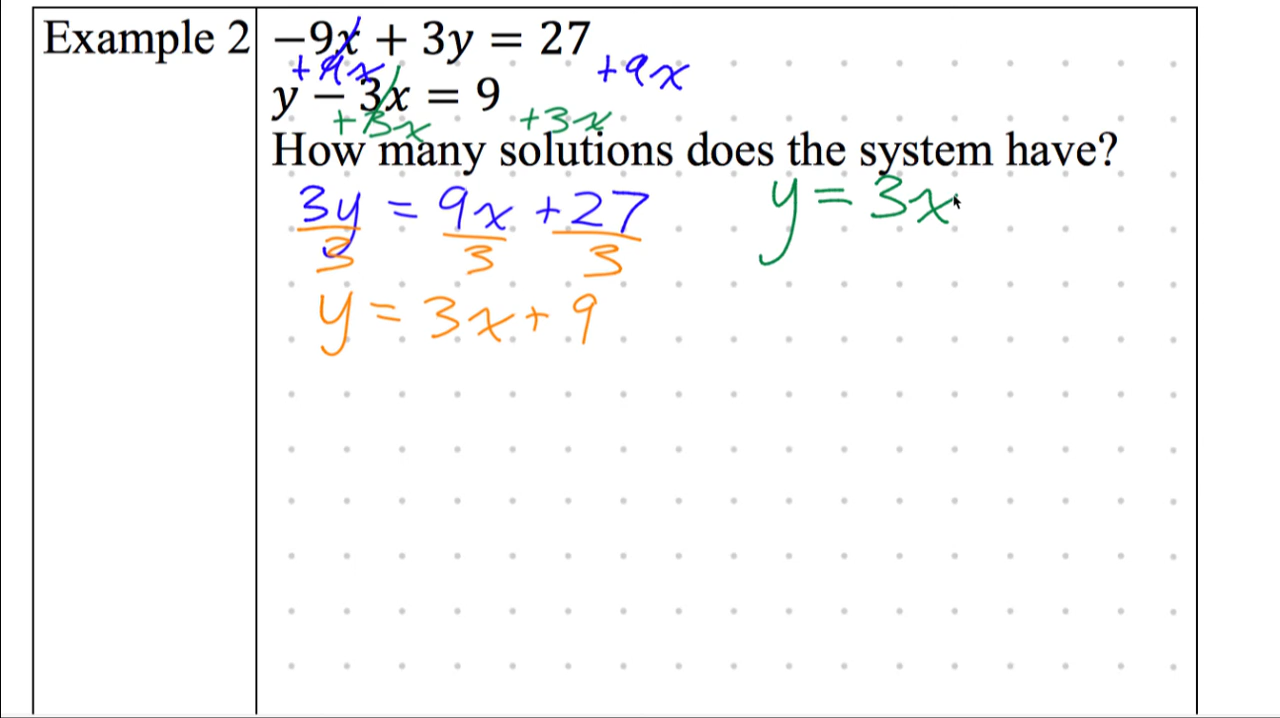 Example 2
−9x + 3y = 27
+9x +9x
y − 3x = 9
+3x +3x
How many solutions does the system have?
3y = 9x + 27 y = 3x
3 3 3
y = 3x + 9